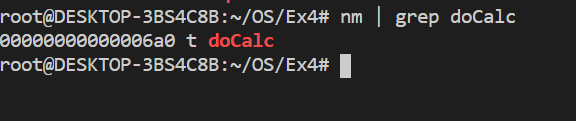 root@DESKTOP-3BS4C8B:~/OS/Ex4# nm | grep doCalc
00000000000006a0 t doCalc
root@DESKTOP-3BS4C8B:~/OS/Ex4#